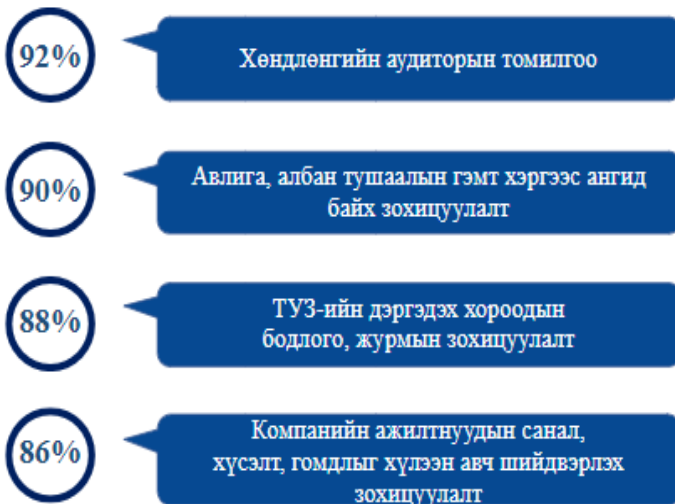 92%
Хөндлөнгийн аудиторын томилгоо
90%
Авлига, албан тушаалын гэмт хэргээс ангид
байх зохицуулалт
88%
ТУЗ-ийн дэргэдэх хороодын
бодлого, журмын зохицуулалт
86%
Компанийн ажилтнуудын санал,
хүсэлт, гомдлыг хүлээн авч шийдвэрлэх
зохицуулалт